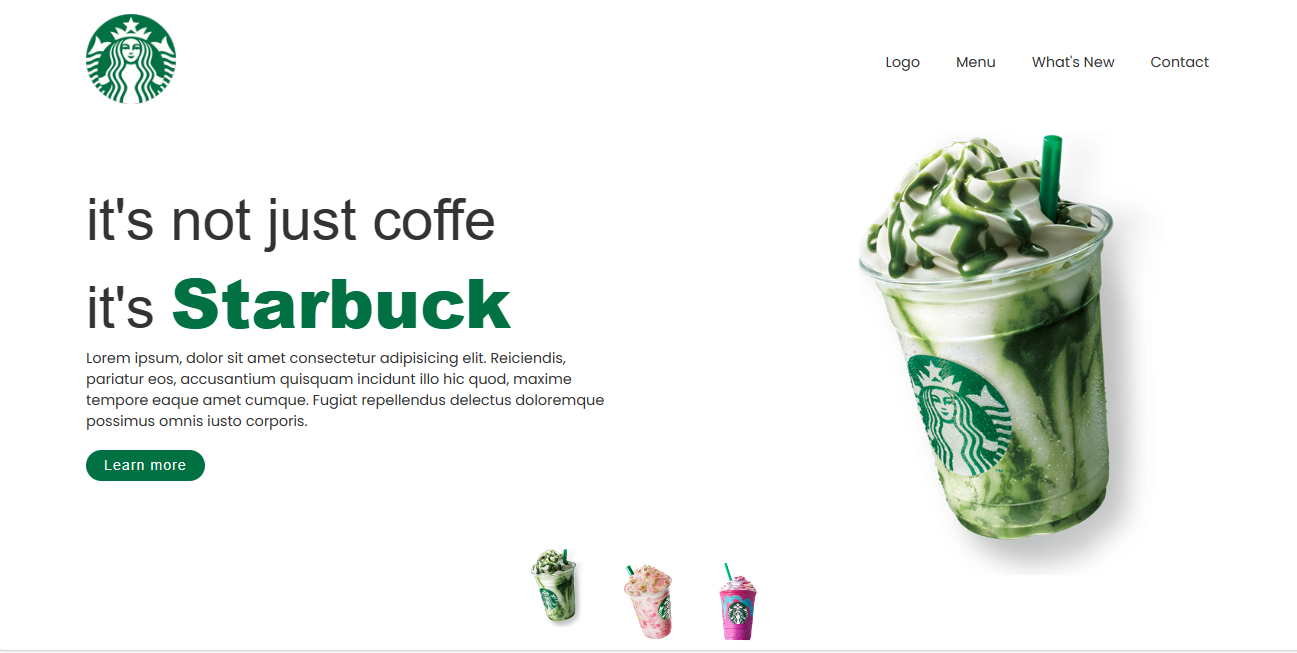 Logo
Menu
What's New
Contact
it's not just coffe
it's Starbuck
Lorem ipsum, dolor sit amet consectetur adipisicing elit. Reiciendis,
pariatur eos, accusantium quisquam incidunt illo hic quod, maxime
tempore eaque amet cumque. Fugiat repellendus delectus doloremque
possimus omnis iusto corporis.
Learn more